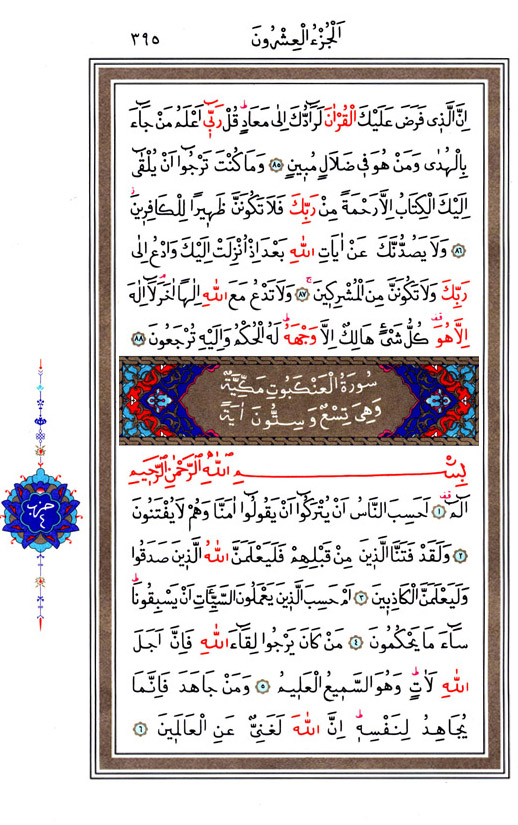 اَلْجُزْءُ الْعِشْرُونَ
٣٩٥
اِنَّ الَّذ۪ي فَرَضَ عَلَيْكَ الْقُرْاٰنَ لَرَٓادُّكَ اِلٰى مَعَادٍۜ قُلْ رَبّ۪ٓي اَعْلَمُ مَنْ جَٓاءَ
بِالْهُدٰى وَمَنْ هُوَ ف۪ي ضَلَالٍ مُب۪ينٍ ﴿٨٥﴾ وَمَا كُنْتَ تَرْجُٓوا اَنْ يُلْقٰٓى
اِلَيْكَ الْكِتَابُ اِلَّا رَحْمَةً مِنْ رَبِّكَ فَلَا تَكُونَنَّ ظَه۪يرًا لِلْكَافِر۪ينَۘ
﴿٨٦﴾ وَلَا يَصُدُّنَّكَ عَنْ اٰيَاتِ اللّٰهِ بَعْدَ اِذْ اُنْزِلَتْ اِلَيْكَ وَادْعُ اِلٰى
رَبِّكَ وَلَا تَكُونَنَّ مِنَ الْمُشْرِك۪ينَۚ ﴿٨٧﴾ وَلَا تَدْعُ مَعَ اللّٰهِ اِلٰهًا اٰخَرَۢ لَٓا اِلٰهَ
اِلَّا هُوَ۠ كُلُّ شَيْءٍ هَالِكٌ اِلَّا وَجْهَهُۜ لَهُ الْحُكْمُ وَاِلَيْهِ تُرْجَعُونَ ﴿٨٨﴾
سُورَةُ الْعَنْكَبُوتِ مَكِّيَّةٌ
وَهِيَ تِسْعٌ وَسِتُّونَ اٰيَةً
بِسْمِ اللّٰهِ الرَّحْمٰنِ الرَّح۪يمِ
الٓمٓ۠ ﴿١﴾ اَحَسِبَ النَّاسُ اَنْ يُتْرَكُٓوا اَنْ يَقُولُٓوا اٰمَنَّا وَهُمْ لَا يُفْتَنُونَ
﴿٢﴾ وَلَقَدْ فَتَنَّا الَّذ۪ينَ مِنْ قَبْلِهِمْ فَلَيَعْلَمَنَّ اللّٰهُ الَّذ۪ينَ صَدَقُوا
وَلَيَعْلَمَنَّ الْكَاذِب۪ينَ ﴿٣﴾ اَمْ حَسِبَ الَّذ۪ينَ يَعْمَلُونَ السَّيِّـَٔاتِ اَنْ يَسْبِقُونَاۜ
سَٓاءَ مَا يَحْكُمُونَ ﴿٤﴾ مَنْ كَانَ يَرْجُوا لِقَٓاءَ اللّٰهِ فَاِنَّ اَجَلَ
اللّٰهِ لَاٰتٍۜ وَهُوَ السَّم۪يعُ الْعَل۪يمُ ﴿٥﴾ وَمَنْ جَاهَدَ فَاِنَّمَا
يُجَاهِدُ لِنَفْسِه۪ۜ اِنَّ اللّٰهَ لَغَنِيٌّ عَنِ الْعَالَم۪ينَ ﴿٦﴾
حزب
٤